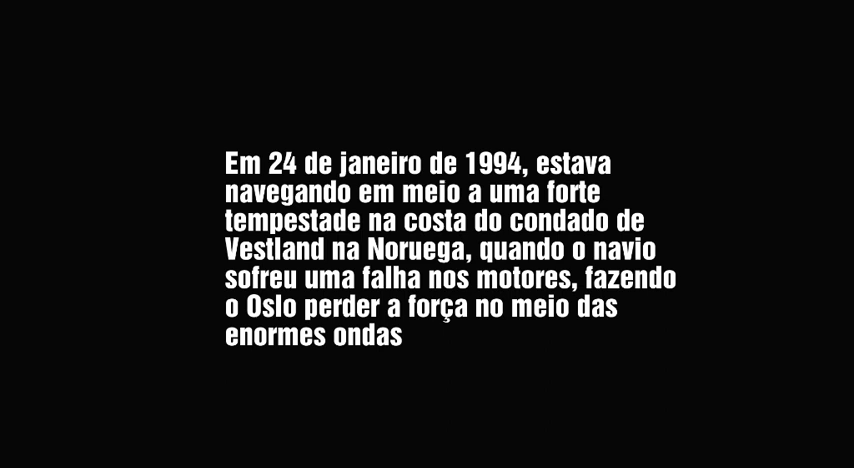 Em 24 de janeiro de 1994, estava
navegando em meio a uma forte
tempestade na costa do condado de
Vestland na Noruega, quando o navio
sofreu uma falha nos motores, fazendo
o Oslo perder a força no meio das
enormes ondas